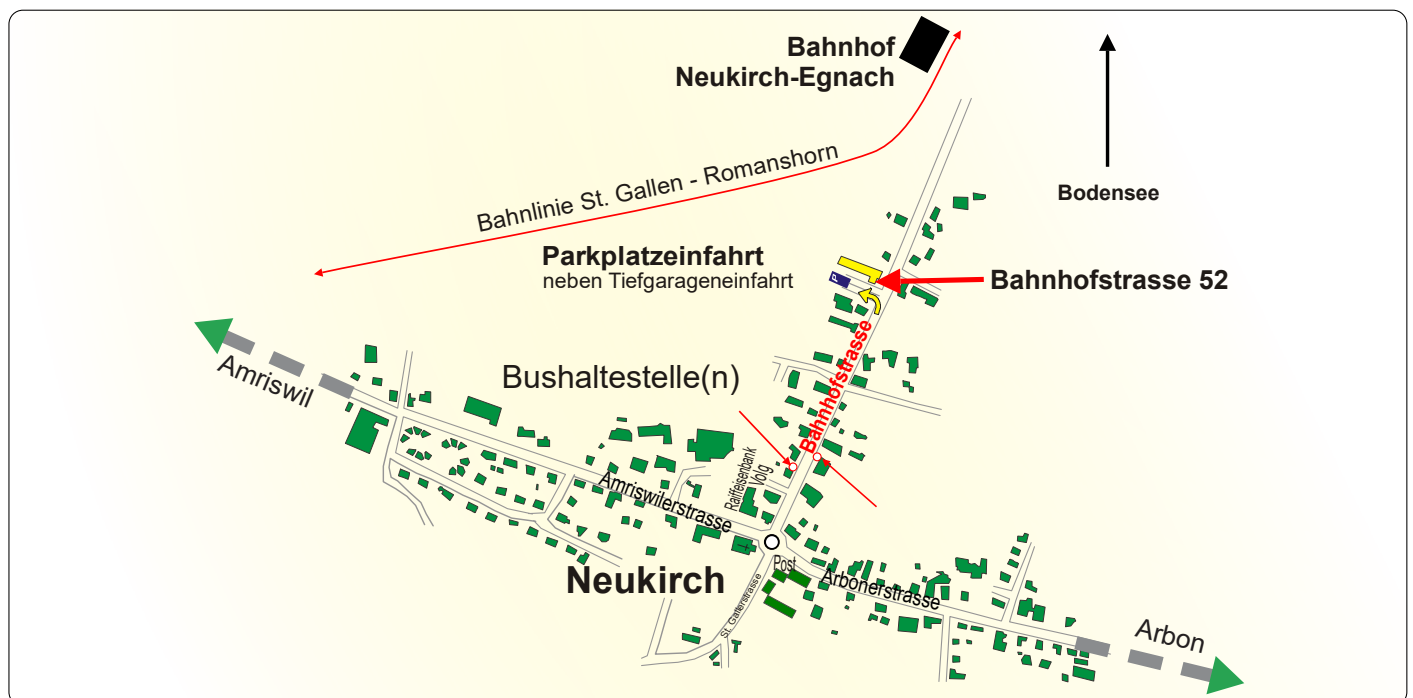 Bahnhof
Neukirch-Egnach
Bahnlinie St. Gallen - Romanshorn
Bodensee
Parkplatzeinfahrt
neben Tiefgarageneinfahrt
P
Bahnhofstrasse 52
Bahnhofstrasse
Amriswil
Bushaltestelle(n)
Raiffeisenbank
Volg
Amriswilerstrasse
Neukirch
Post
Arbonerstrasse
St. Gallerstrasse
Arbon